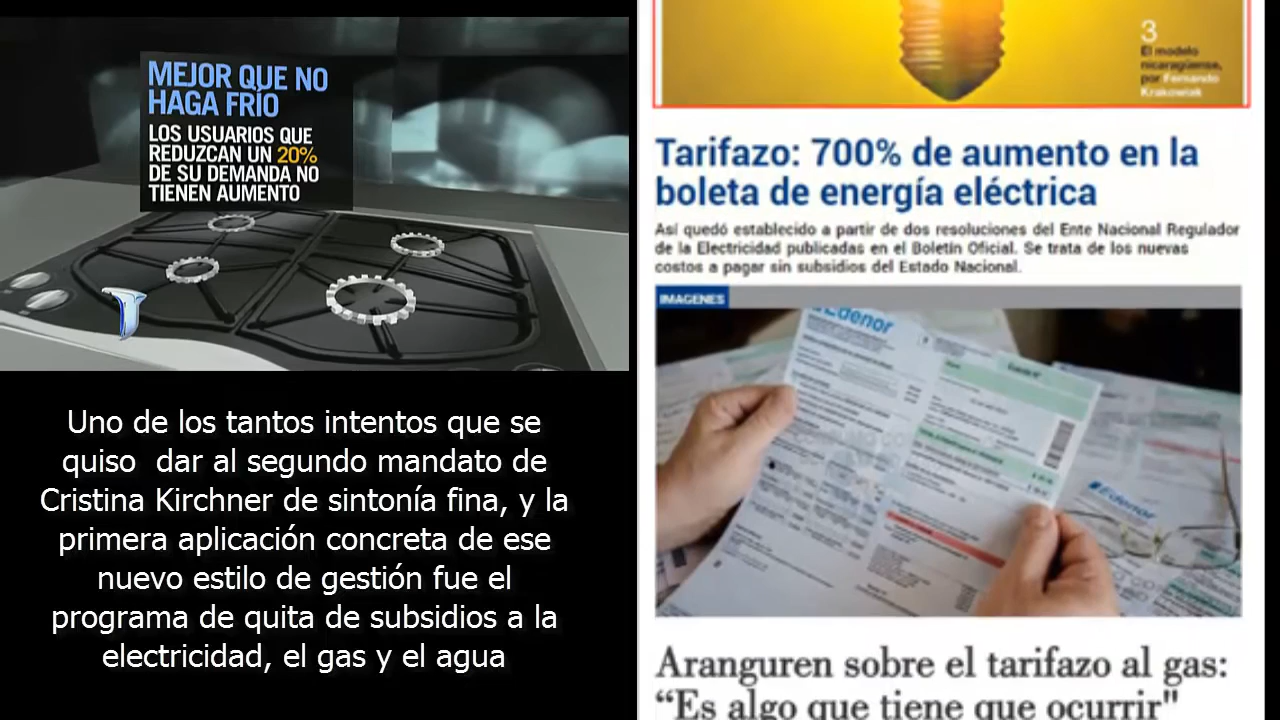 MEJOR QUE NO
HAGA FRÍO
LOS USUARIOS QUE
REDUZCAN UN 20%
DE SU DEMANDA NO
TIENEN AUMENTO
Uno de los tantos intentos que se
quiso  dar al segundo mandato de
Cristina Kirchner de sintonía fina, y la
primera aplicación concreta de ese
nuevo estilo de gestión fue el
programa de quita de subsidios a la
electricidad, el gas y el agua
3
El modelo
nicaragüense,
por Fernando
Krakowiak
Tarifazo: 700% de aumento en la
boleta de energía eléctrica
Así quedó establecido a partir de dos resoluciones del Ente Nacional Regulador
de la Electricidad publicadas en el Boletín Oficial. Se trata de los nuevas
costos a pagar sin subsidios del Estado Nacional.
IMAGENES
Edenor
Edenor
Aranguren sobre el tarifazo al gas:
“Es algo que tiene que ocurrir"